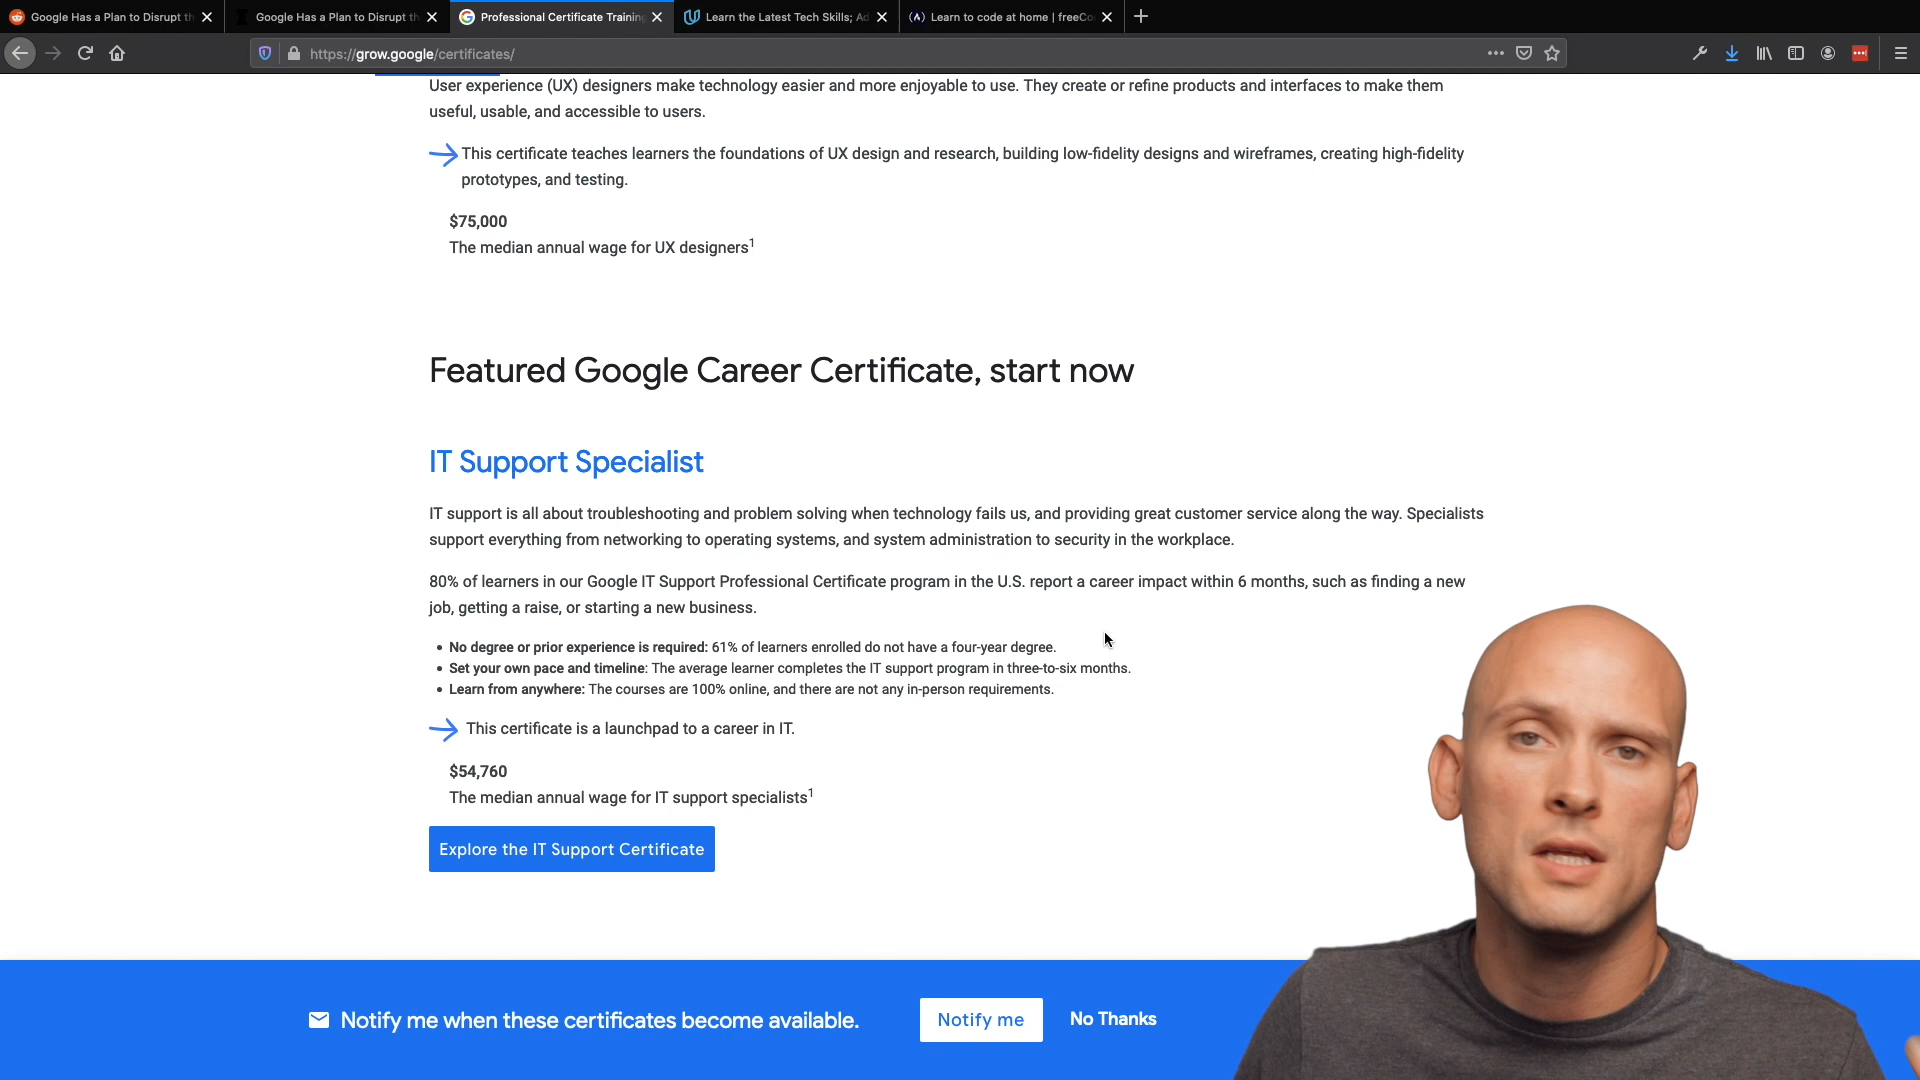 Google Has a Plan to Disrupt th
Google Has a Plan to Disrupt th
Professional Certificate Training
Learn the Latest Tech Skills; Ad
Learn to code at home | freeCo
https://grow.google/certificates/
User experience (UX) designers make technology easier and more enjoyable to use. They create or refine products and interfaces to make them
useful, usable, and accessible to users.
This certificate teaches learners the foundations of UX design and research, building low-fidelity designs and wireframes, creating high-fidelity
prototypes, and testing.
$75,000
The median annual wage for UX designers1
Featured Google Career Certificate, start now
IT Support Specialist
IT support is all about troubleshooting and problem solving when technology fails us, and providing great customer service along the way. Specialists
support everything from networking to operating systems, and system administration to security in the workplace.
80% of learners in our Google IT Support Professional Certificate program in the U.S. report a career impact within 6 months, such as finding a new
job, getting a raise, or starting a new business.
• No degree or prior experience is required: 61% of learners enrolled do not have a four-year degree.
• Set your own pace and timeline: The average learner completes the IT support program in three-to-six months.
• Learn from anywhere: The courses are 100% online, and there are not any in-person requirements.
This certificate is a launchpad to a career in IT.
$54,760
The median annual wage for IT support specialists1
Explore the IT Support Certificate
Notify me when these certificates become available.
Notify me
No Thanks